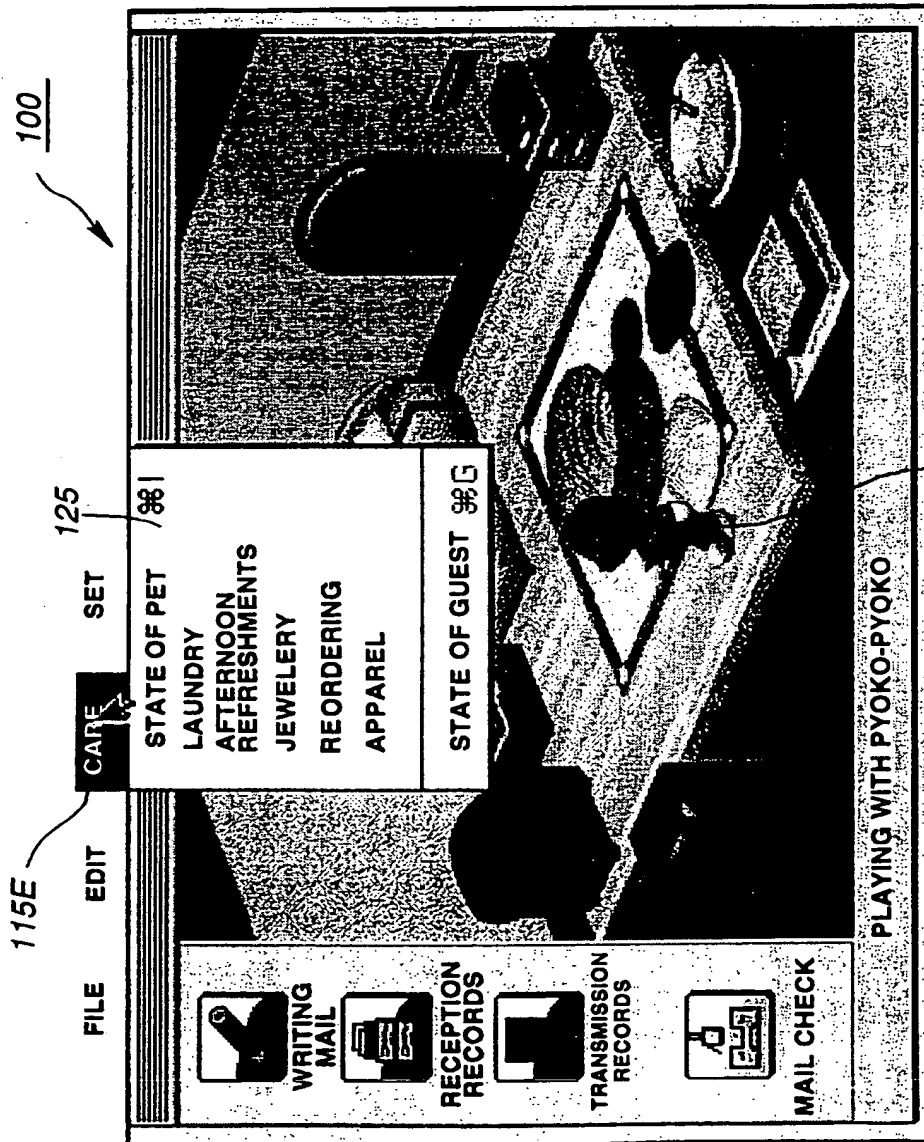 100
115E
125
FILE EDIT CARE SET
STATE OF PET ⌘I
LAUNDRY
AFTERNOON
REFRESHMENTS
JEWELERY
REORDERING
APPAREL
STATE OF GUEST ⌘G
WRITING
MAIL
RECEPTION
RECORDS
TRANSMISSION
RECORDS
MAIL CHECK
PLAYING WITH PYOKO-PYOKO